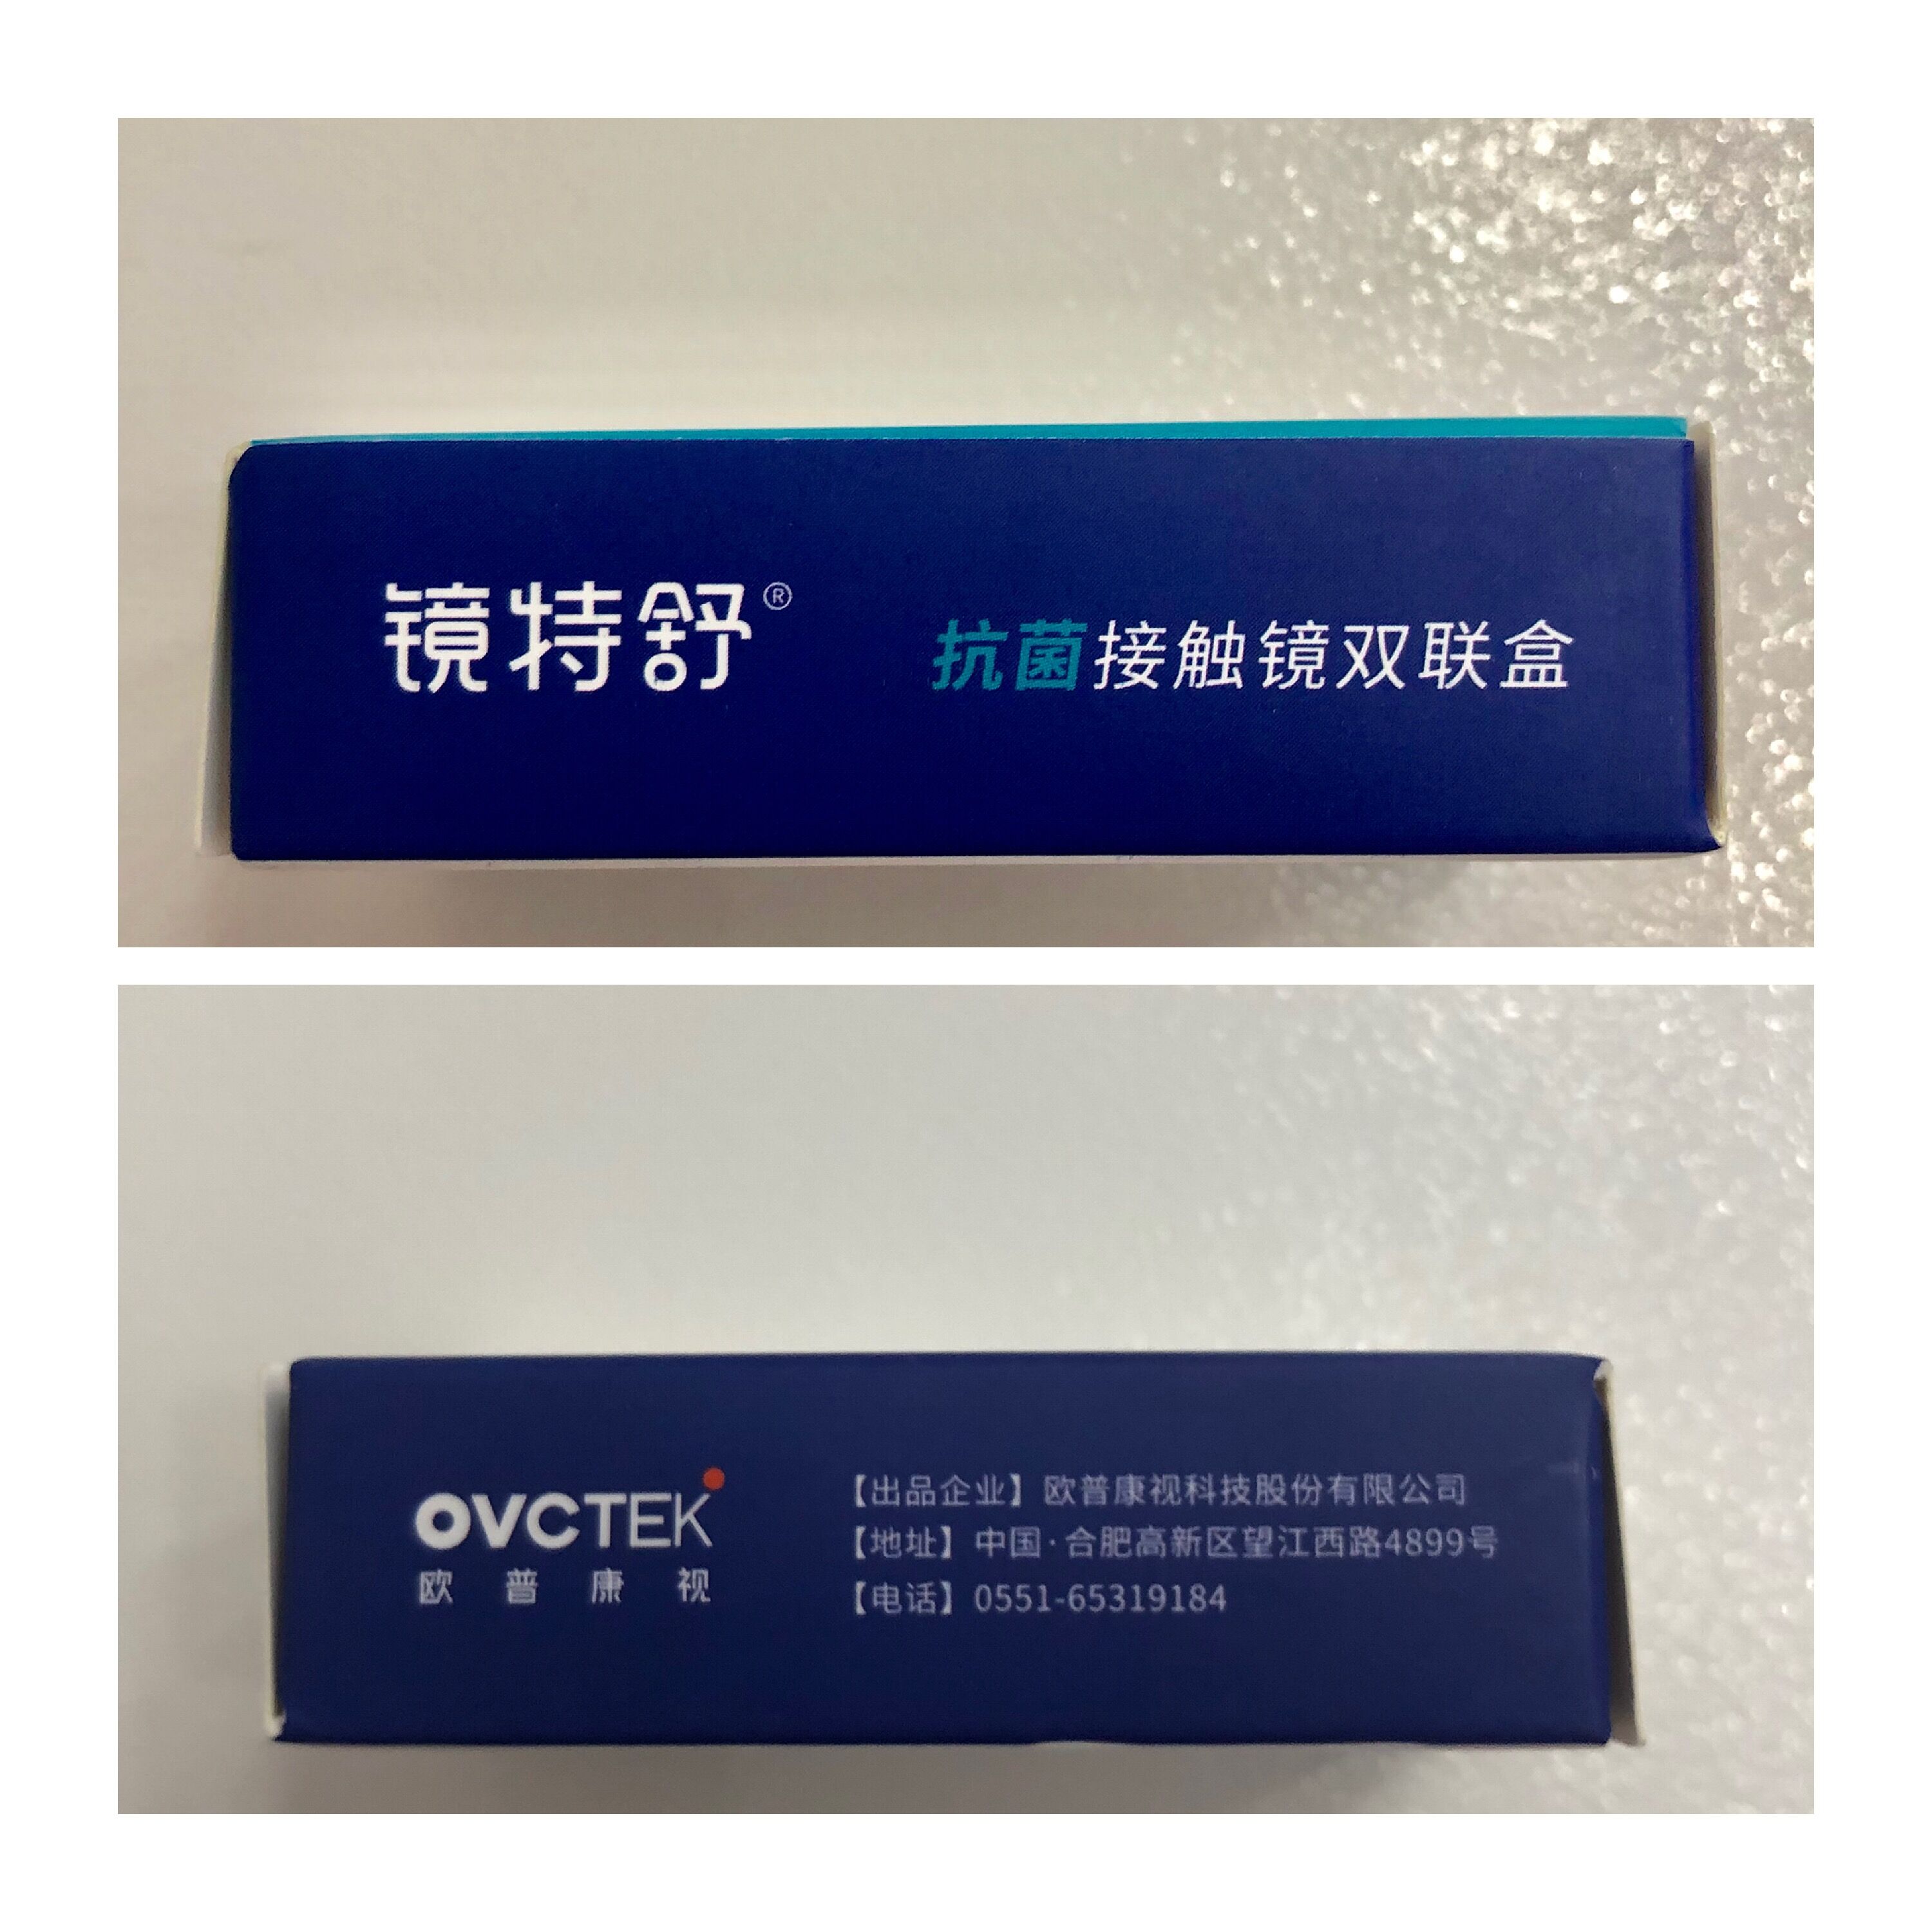 镜特舒®
抗菌接触镜双联盒
OVCTEK
欧普康视
【出品企业】欧普康视科技股份有限公司
【地址】中国·合肥高新区望江西路4899号
【电话】0551-65319184